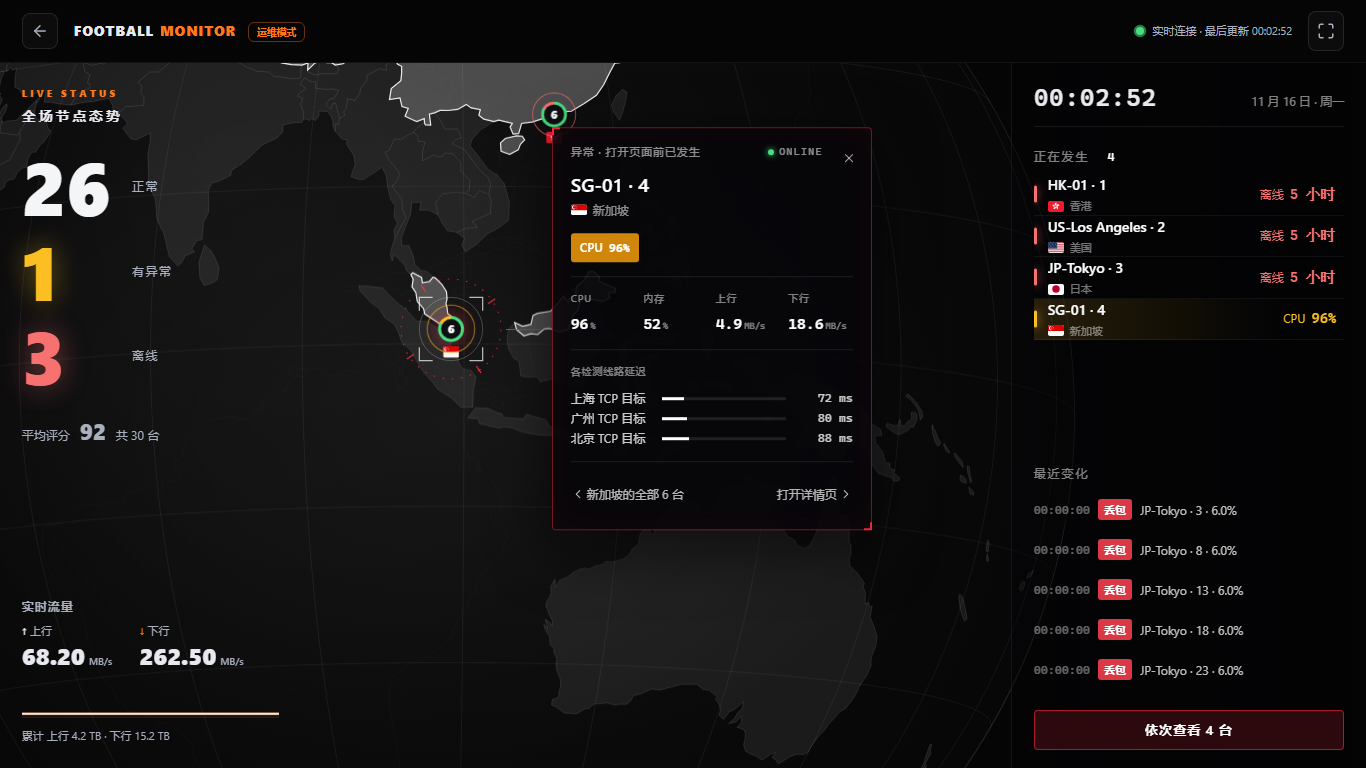 FOOTBALL MONITOR 运维模式
实时连接 · 最后更新 00:02:52
LIVE STATUS
全场节点态势
26 正常
1 有异常
3 离线
平均评分 92 共 30 台
实时流量
↑ 上行 ↓ 下行
68.20 MB/s 262.50 MB/s
累计 上行 4.2 TB · 下行 15.2 TB
6
6
异常 · 打开页面前已发生 ONLINE
SG-01 · 4
新加坡
CPU 96%
CPU 内存 上行 下行
96% 52% 4.9MB/s 18.6MB/s
各检测线路延迟
上海 TCP 目标 72 ms
广州 TCP 目标 80 ms
北京 TCP 目标 88 ms
新加坡的全部 6 台 打开详情页
00:02:52 11 月 16 日 · 周一
正在发生 4
HK-01 · 1
香港
离线 5 小时
US-Los Angeles · 2
美国
离线 5 小时
JP-Tokyo · 3
日本
离线 5 小时
SG-01 · 4
新加坡
CPU 96%
最近变化
00:00:00 丢包 JP-Tokyo · 3 · 6.0%
00:00:00 丢包 JP-Tokyo · 8 · 6.0%
00:00:00 丢包 JP-Tokyo · 13 · 6.0%
00:00:00 丢包 JP-Tokyo · 18 · 6.0%
00:00:00 丢包 JP-Tokyo · 23 · 6.0%
依次查看 4 台